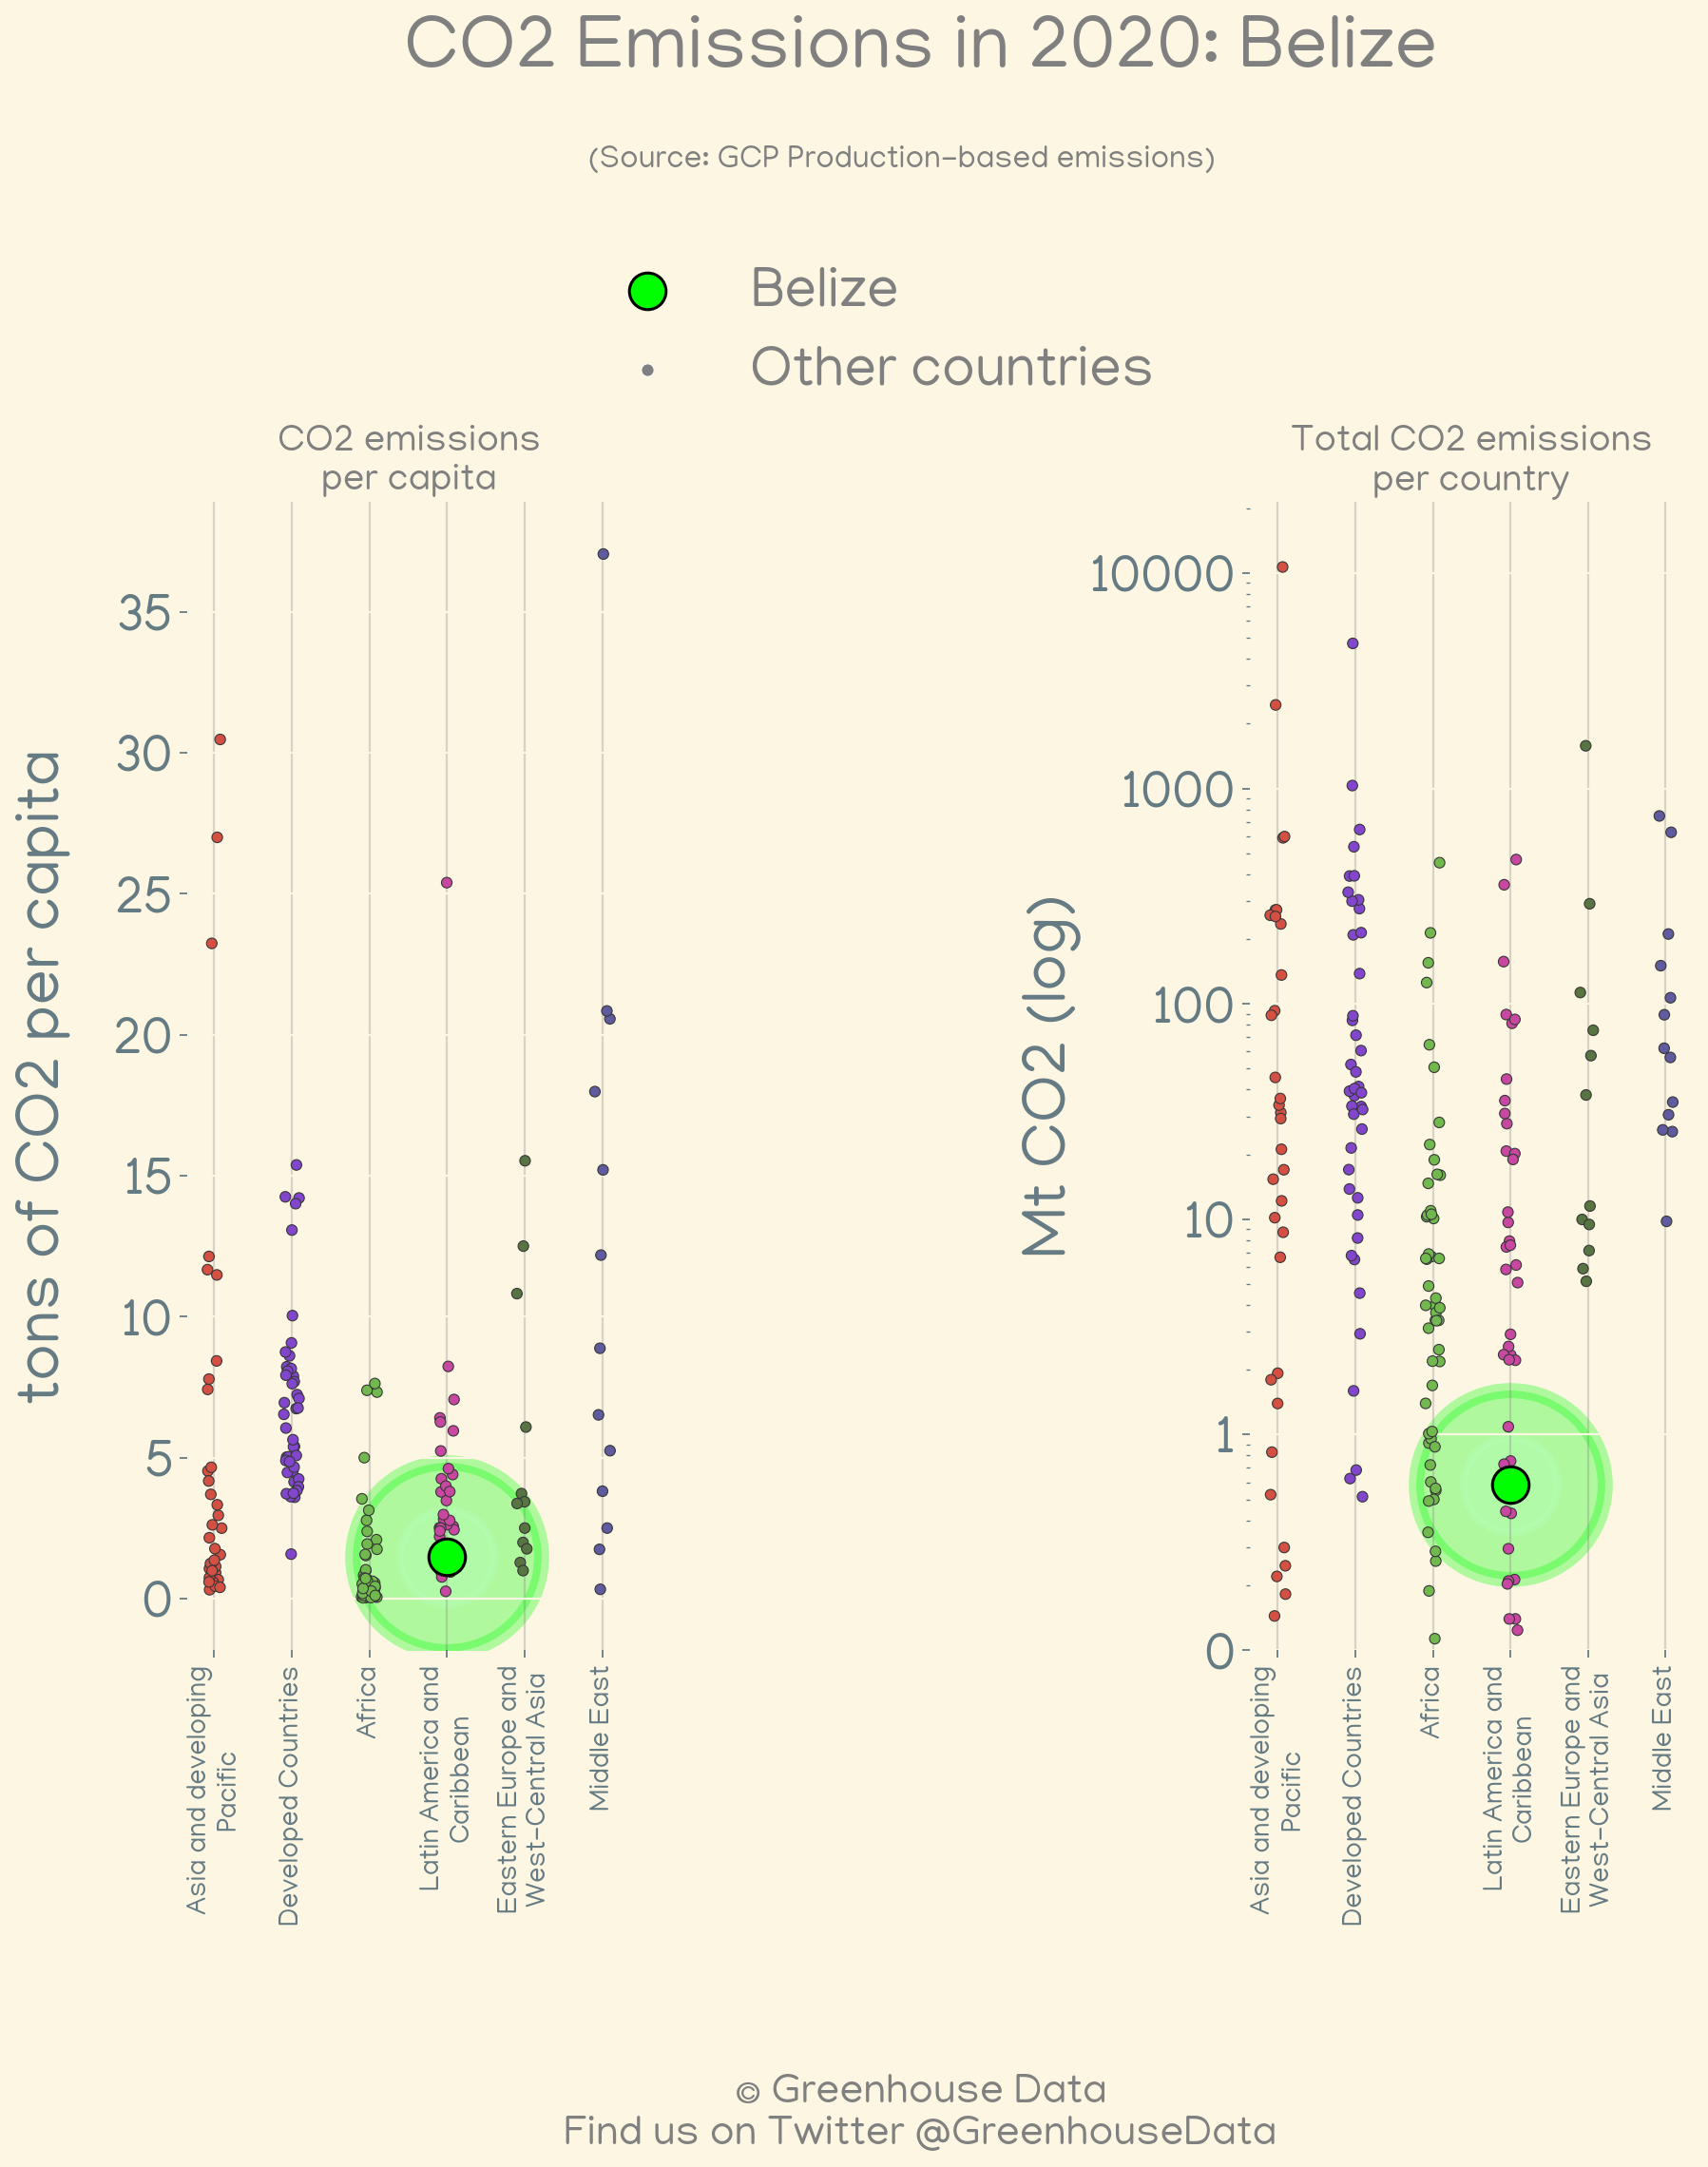 CO2 Emissions in 2020: Belize
(Source: GCP Production-based emissions)
Belize
Other countries
CO2 emissions
per capita
tons of CO2 per capita
35
30
25
20
15
10
5
0
Asia and developing
Pacific
Developed Countries
Africa
Latin America and
Caribbean
Eastern Europe and
West-Central Asia
Middle East
Total CO2 emissions
per country
Mt CO2 (log)
10000
1000
100
10
1
0
Asia and developing
Pacific
Developed Countries
Africa
Latin America and
Caribbean
Eastern Europe and
West-Central Asia
Middle East
© Greenhouse Data
Find us on Twitter @GreenhouseData